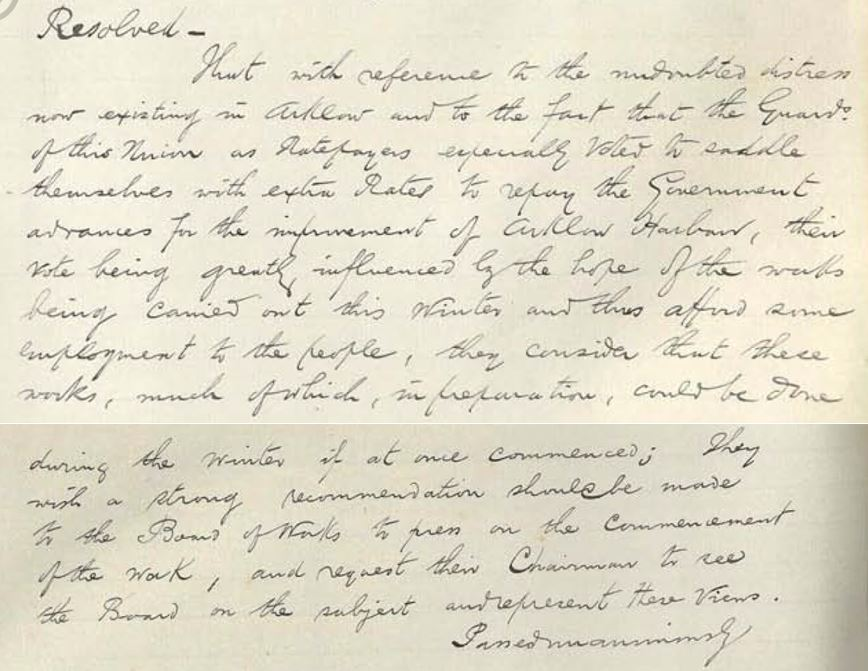 Resolved -
That with reference to the undoubted distress
now existing in Arklow and to the fact that the Guard.s
of this Union as Ratepayers especially Voted to saddle
themselves with extra Rates to repay the Government
advances for the improvement of Arklow Harbour, their
vote being greatly influenced by the hope of the works
being carried out this Winter and thus afford some
employment to the people, they consider that these
works, much of which, in preparation, could be done
during the Winter if at once commenced; They
wish a strong recommendation should be made
to the Board of Works to press on the Commencement
of the work, and request their Chairman to see
the Board on the subject and represent these Views.
Passed unanimously